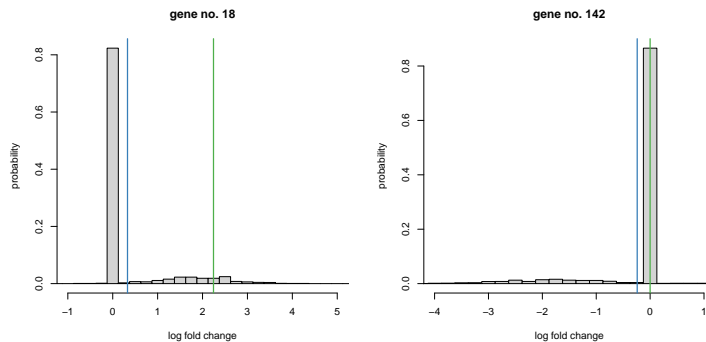 gene no. 18
probability
0.0 0.2 0.4 0.6 0.8
−1 0 1 2 3 4 5
log fold change
gene no. 142
probability
0.0 0.2 0.4 0.6 0.8
−4 −3 −2 −1 0 1
log fold change